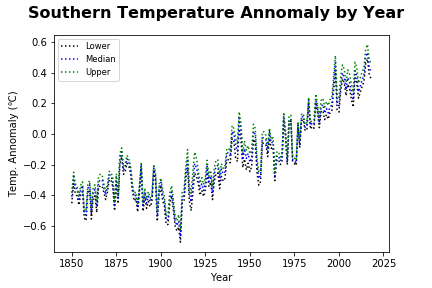 Southern Temperature Annomaly by Year
Lower
Median
Upper
Temp. Annomaly (℃)
0.6
0.4
0.2
0.0
−0.2
−0.4
−0.6
1850 1875 1900 1925 1950 1975 2000 2025
Year